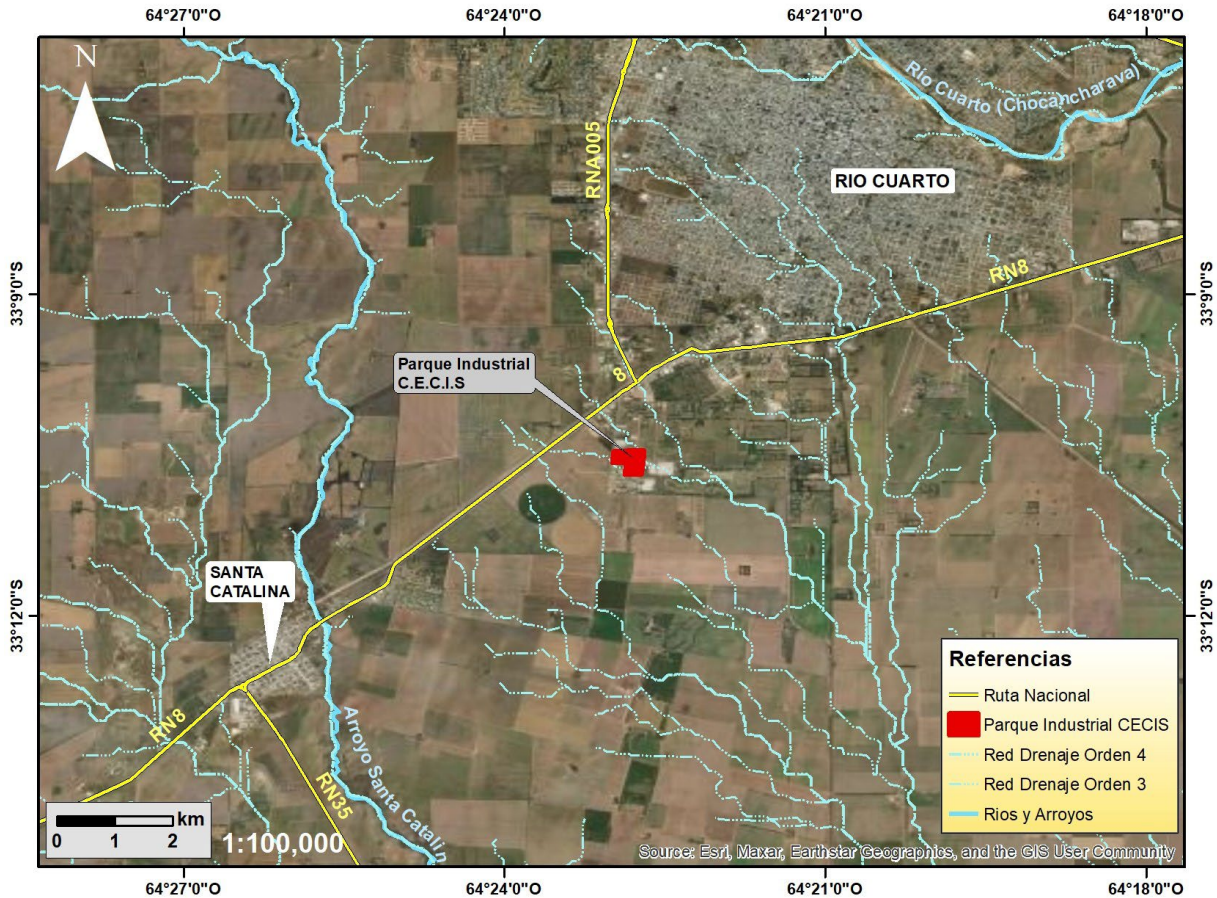 64°27'0"O
64°24'0"O
64°21'0"O
64°18'0"O
N
Rio Cuarto (Chocancharava)
RNA005
RIO CUARTO
33°9'0"S
33°9'0"S
RN8
Parque Industrial
C.E.C.I.S
8
SANTA
CATALINA
33°12'0"S
33°12'0"S
RN8
RN35
Arroyo Santa Catalin
Referencias
Ruta Nacional
Parque Industrial CECIS
Red Drenaje Orden 4
Red Drenaje Orden 3
Rios y Arroyos
km
0 1 2
1:100,000
Source: Esri, Maxar, Earthstar Geographics, and the GIS User Community
64°27'0"O
64°24'0"O
64°21'0"O
64°18'0"O